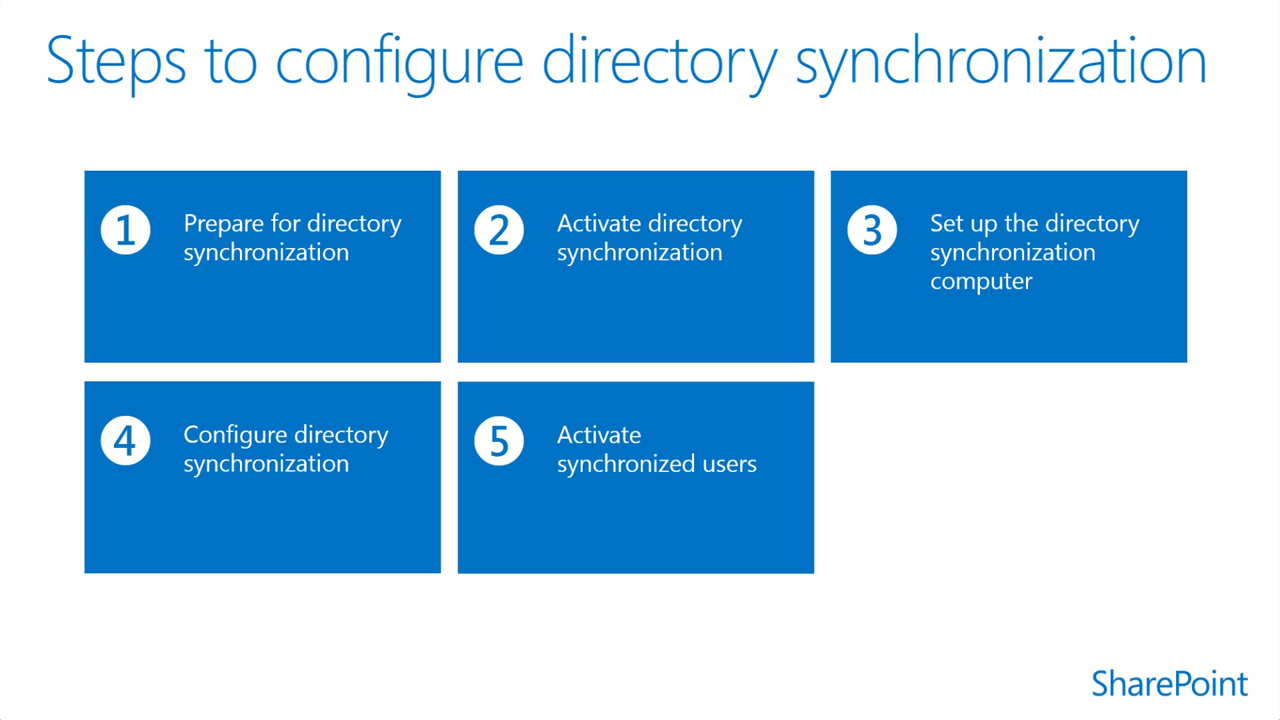 Steps to configure directory synchronization
1
Prepare for directory
synchronization
2
Activate directory
synchronization
3
Set up the directory
synchronization
computer
4
Configure directory
synchronization
5
Activate
synchronized users
SharePoint